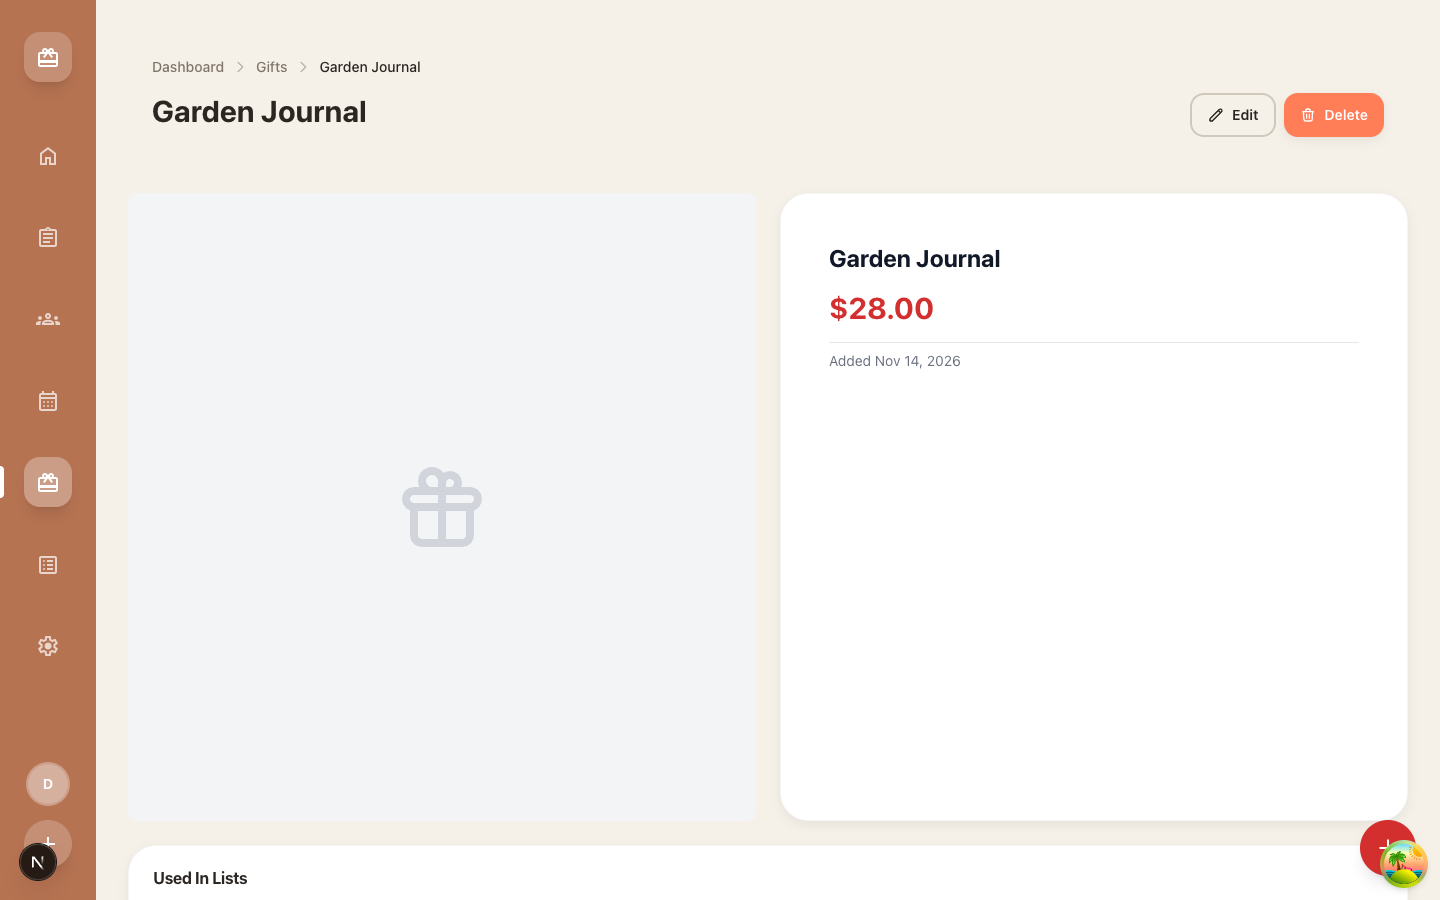 Dashboard
Gifts
Garden Journal
Garden Journal
Edit
Delete
Garden Journal
$28.00
Added Nov 14, 2026
D
N
Used In Lists